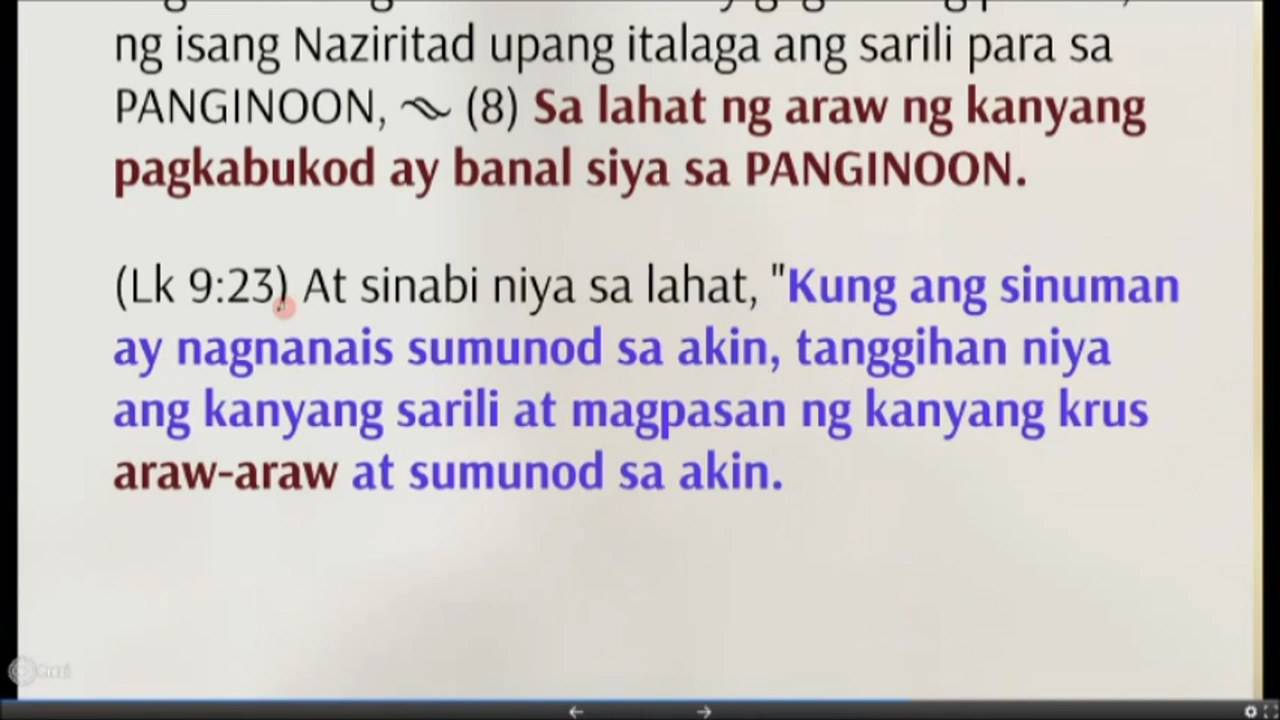 ng isang Naziritad upang italaga ang sarili para sa
PANGINOON, (8) Sa lahat ng araw ng kanyang
pagkabukod ay banal siya sa PANGINOON.
(Lk 9:23) At sinabi niya sa lahat, "Kung ang sinuman
ay nagnanais sumunod sa akin, tanggihan niya
ang kanyang sarili at magpasan ng kanyang krus
araw-araw at sumunod sa akin.